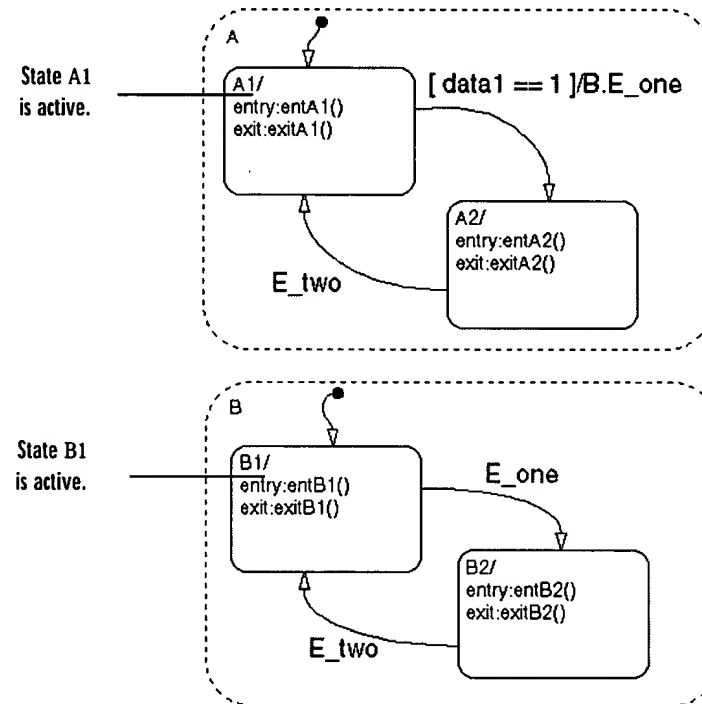 A
State A1
is active.
A1/
entry:entA1()
exit:exitA1()
[ data1 == 1 ]/B.E_one
A2/
entry:entA2()
exit:exitA2()
E_two
B
State B1
is active.
B1/
entry:entB1()
exit:exitB1()
E_one
B2/
entry:entB2()
exit:exitB2()
E_two